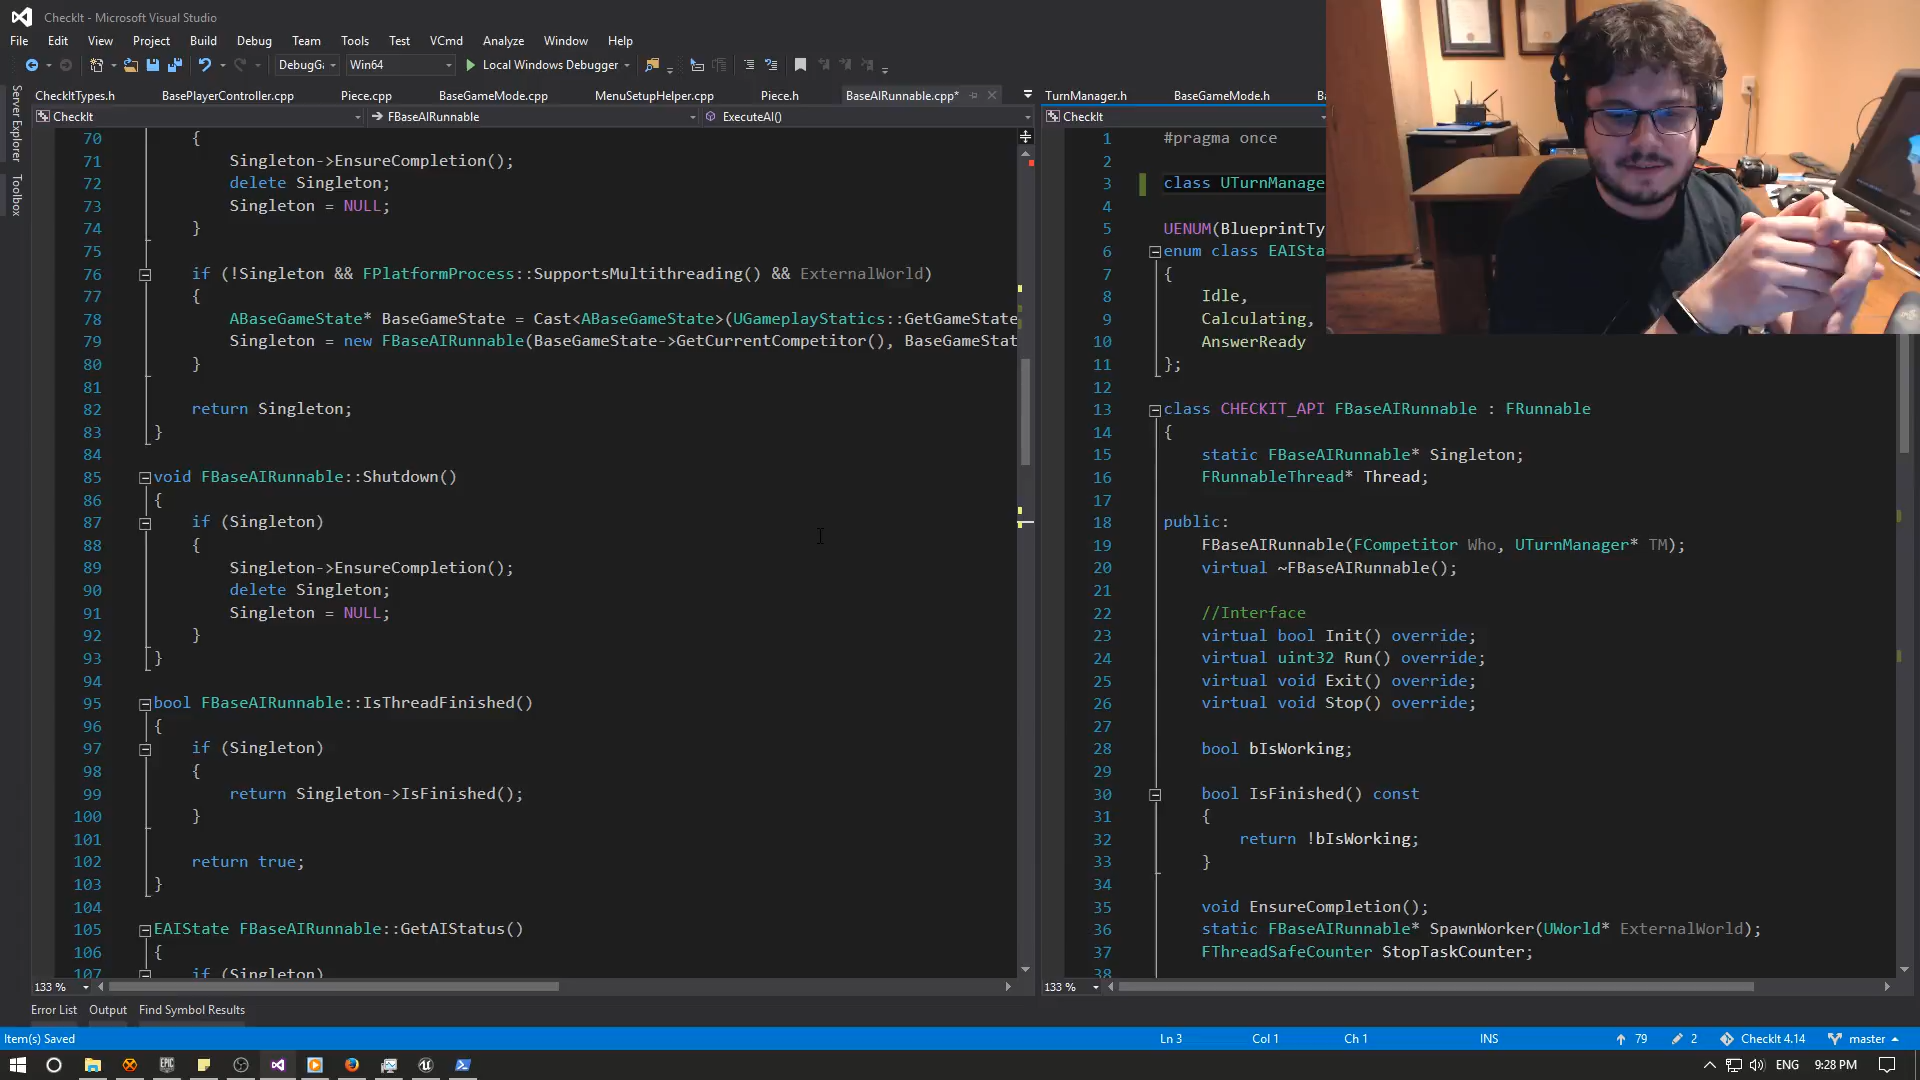 CheckIt - Microsoft Visual Studio
File Edit View Project Build Debug Team Tools Test VCmd Analyze Window Help
DebugG Win64 Local Windows Debugger
Server Explorer
Toolbox
CheckItTypes.h BasePlayerController.cpp Piece.cpp BaseGameMode.cpp MenuSetupHelper.cpp Piece.h BaseAIRunnable.cpp*
CheckIt FBaseAIRunnable ExecuteAI()
70 {
71 Singleton->EnsureCompletion();
72 delete Singleton;
73 Singleton = NULL;
74 }
75
76 if (!Singleton && FPlatformProcess::SupportsMultithreading() && ExternalWorld)
77 {
78 ABaseGameState* BaseGameState = Cast<ABaseGameState>(UGameplayStatics::GetGameState
79 Singleton = new FBaseAIRunnable(BaseGameState->GetCurrentCompetitor(), BaseGameStat
80 }
81
82 return Singleton;
83 }
84
85 void FBaseAIRunnable::Shutdown()
86 {
87 if (Singleton)
88 {
89 Singleton->EnsureCompletion();
90 delete Singleton;
91 Singleton = NULL;
92 }
93 }
94
95 bool FBaseAIRunnable::IsThreadFinished()
96 {
97 if (Singleton)
98 {
99 return Singleton->IsFinished();
100 }
101
102 return true;
103 }
104
105 EAIState FBaseAIRunnable::GetAIStatus()
106 {
107 if (Singleton)
133 %
TurnManager.h BaseGameMode.h Ba
CheckIt
1 #pragma once
2
3 class UTurnManage
4
5 UENUM(BlueprintTy
6 enum class EAISta
7 {
8 Idle,
9 Calculating,
10 AnswerReady
11 };
12
13 class CHECKIT_API FBaseAIRunnable : FRunnable
14 {
15 static FBaseAIRunnable* Singleton;
16 FRunnableThread* Thread;
17
18 public:
19 FBaseAIRunnable(FCompetitor Who, UTurnManager* TM);
20 virtual ~FBaseAIRunnable();
21
22 //Interface
23 virtual bool Init() override;
24 virtual uint32 Run() override;
25 virtual void Exit() override;
26 virtual void Stop() override;
27
28 bool bIsWorking;
29
30 bool IsFinished() const
31 {
32 return !bIsWorking;
33 }
34
35 void EnsureCompletion();
36 static FBaseAIRunnable* SpawnWorker(UWorld* ExternalWorld);
37 FThreadSafeCounter StopTaskCounter;
38
133 %
Error List Output Find Symbol Results
Item(s) Saved Ln 3 Col 1 Ch 1 INS 79 2 CheckIt 4.14 master
ENG 9:28 PM